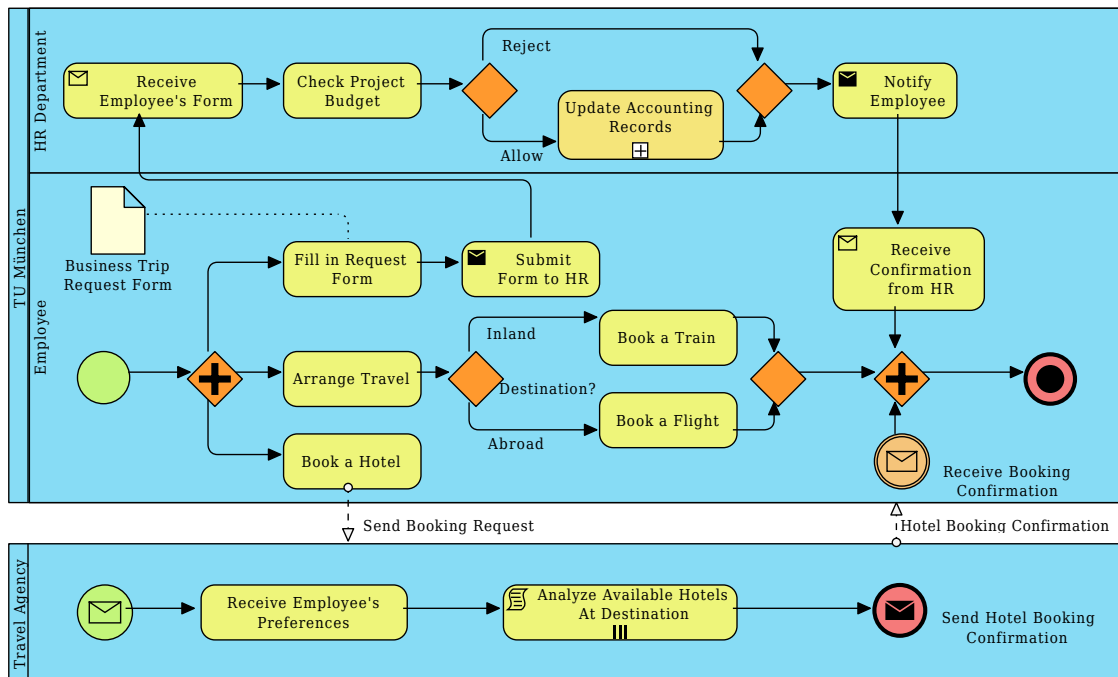 TU München
HR Department
Reject
Receive
Employee's Form
Check Project
Budget
Update Accounting
Records
Notify
Employee
Allow
Employee
Business Trip
Request Form
Fill in Request
Form
Submit
Form to HR
Receive
Confirmation
from HR
Inland
Book a Train
Arrange Travel
Destination?
Book a Flight
Abroad
Book a Hotel
Receive Booking
Confirmation
Send Booking Request
Hotel Booking Confirmation
Travel Agency
Receive Employee's
Preferences
Analyze Available Hotels
At Destination
Send Hotel Booking
Confirmation